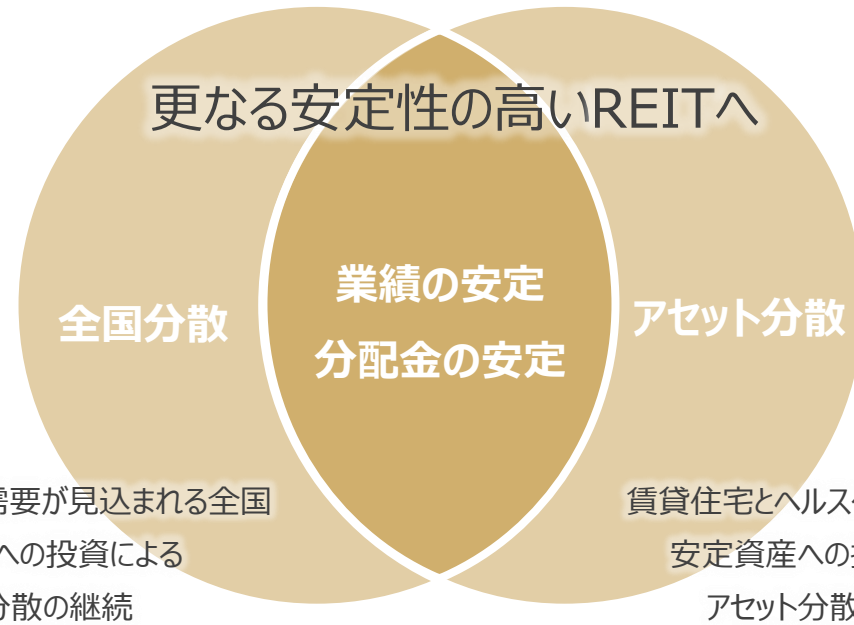 更なる安定性の高いREITへ
業績の安定
分配金の安定
全国分散
アセット分散
需要が見込まれる全国
への投資による
分散の継続
賃貸住宅とヘルス
安定資産への
アセット分散